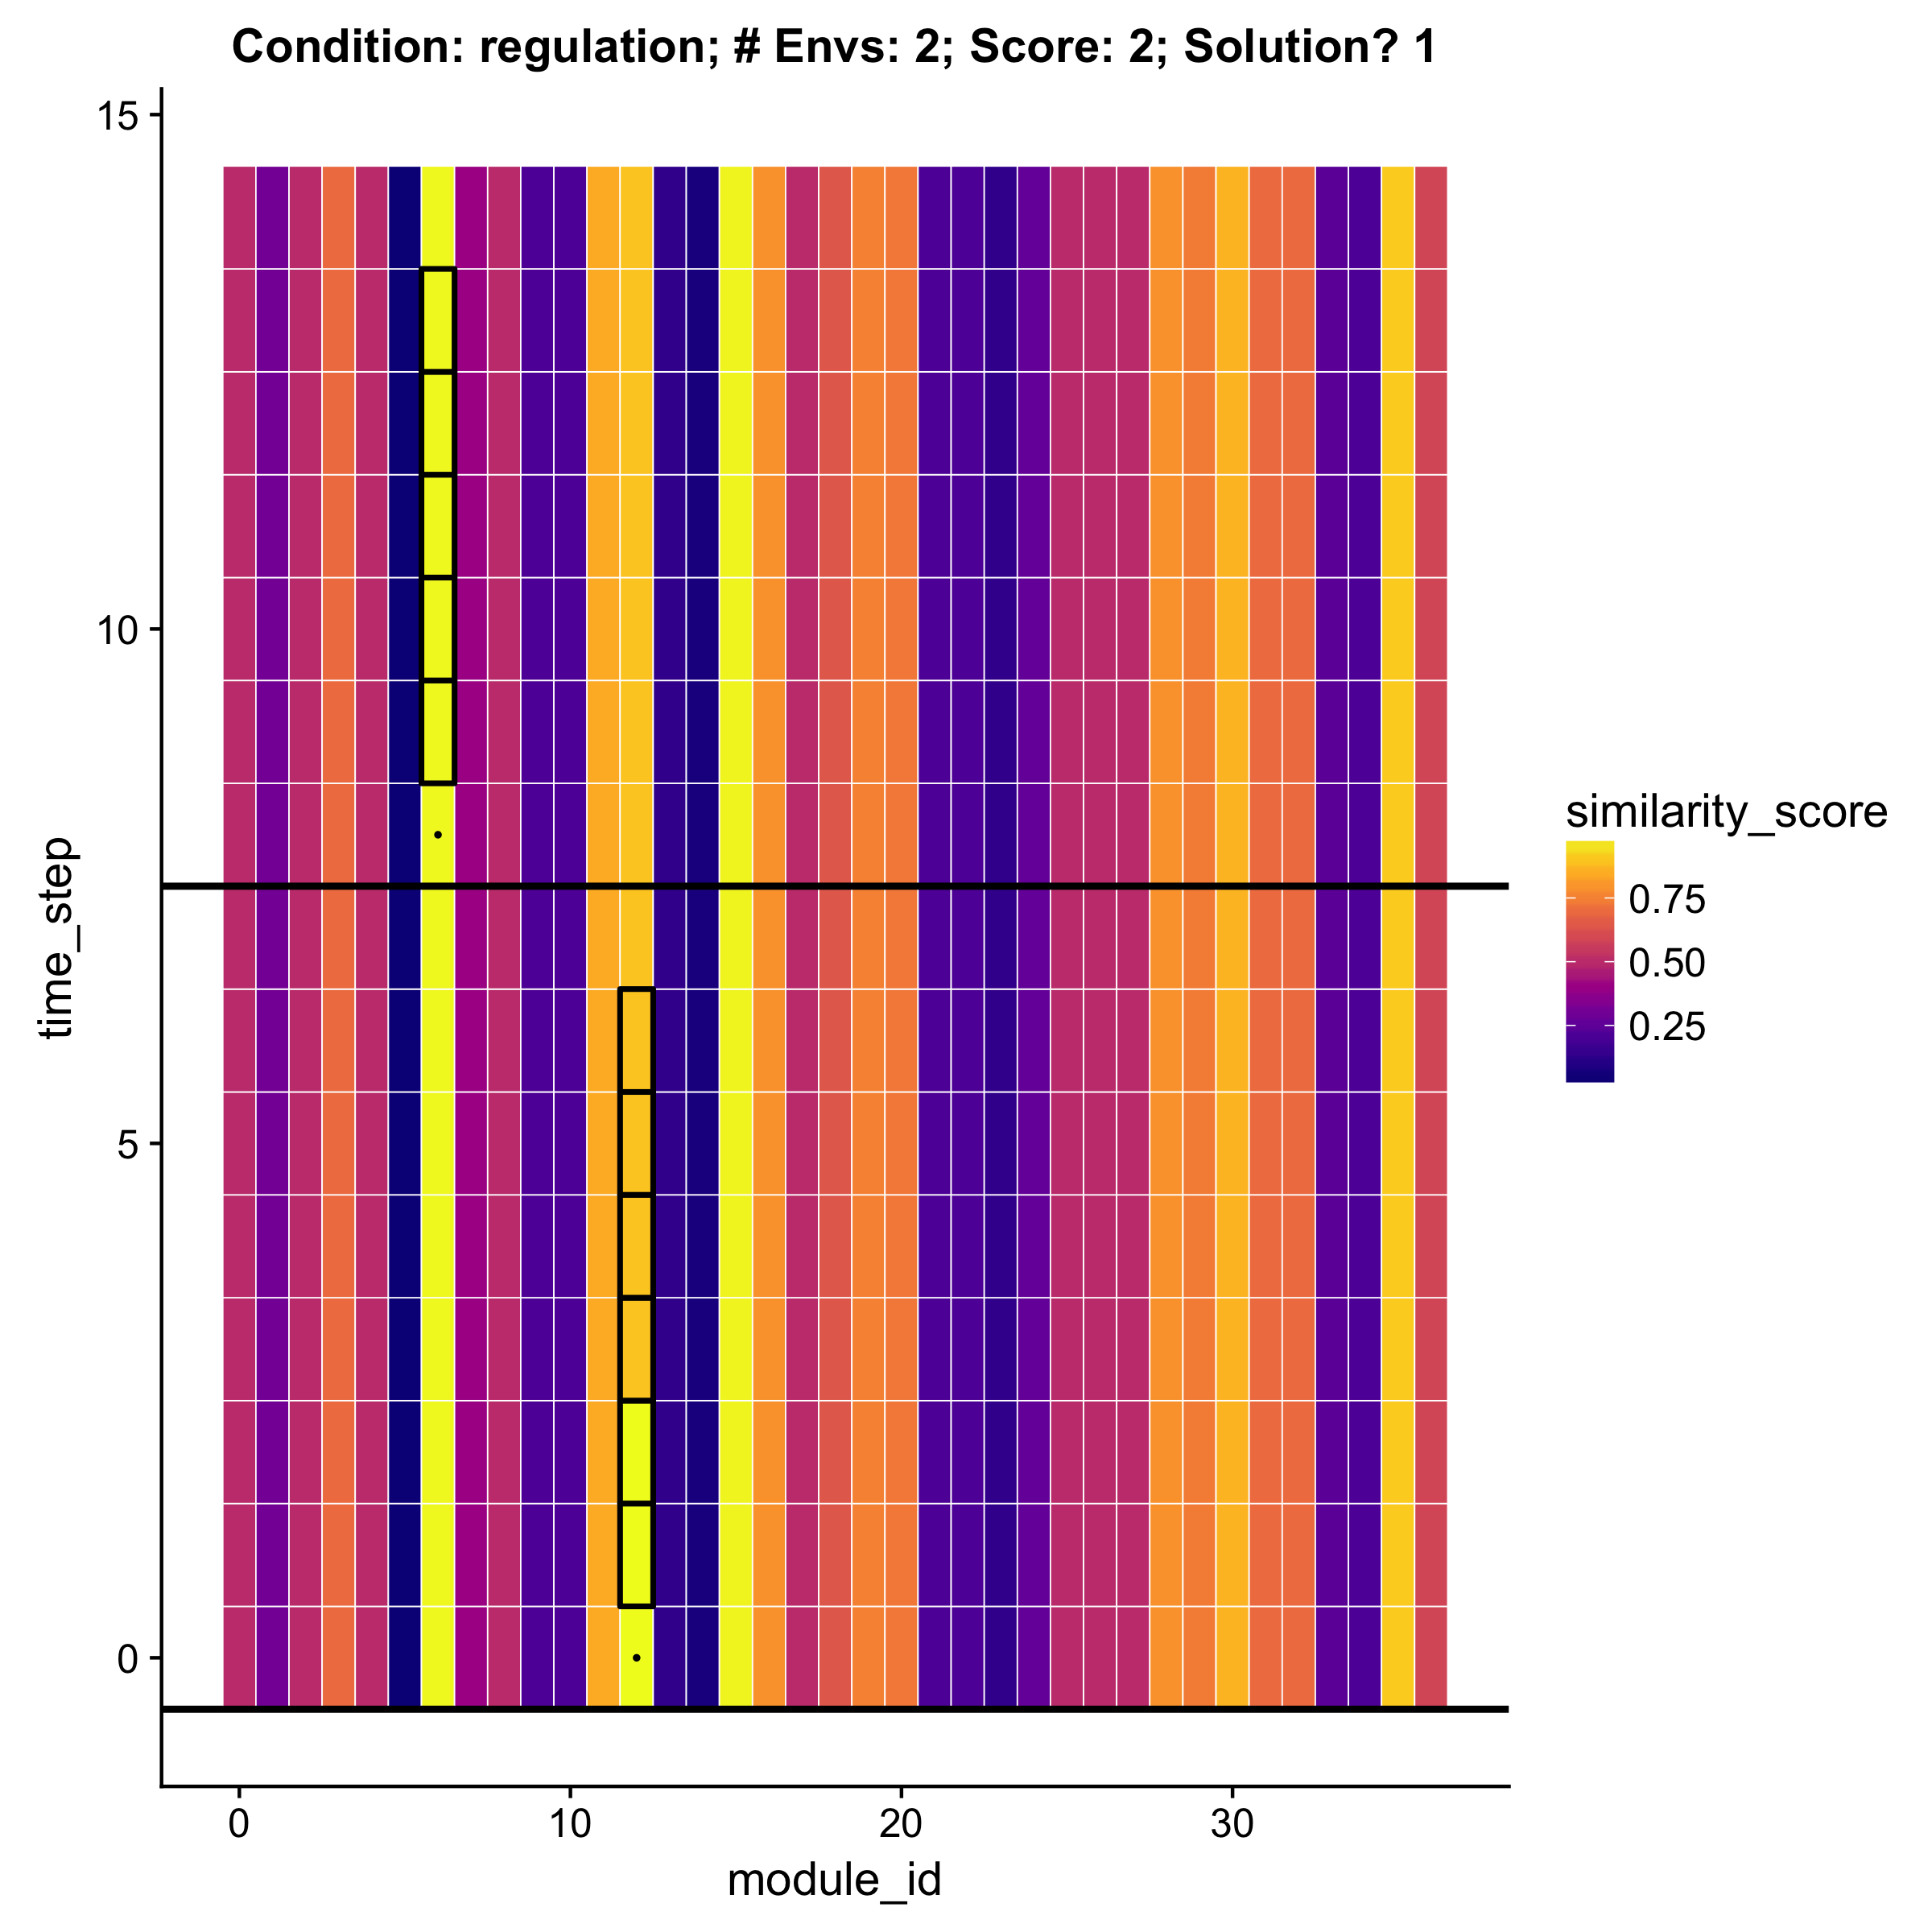 Condition: regulation; # Envs: 2; Score: 2; Solution? 1
15
10
5
0
time_step
0 10 20 30
module_id
similarity_score
0.75
0.50
0.25